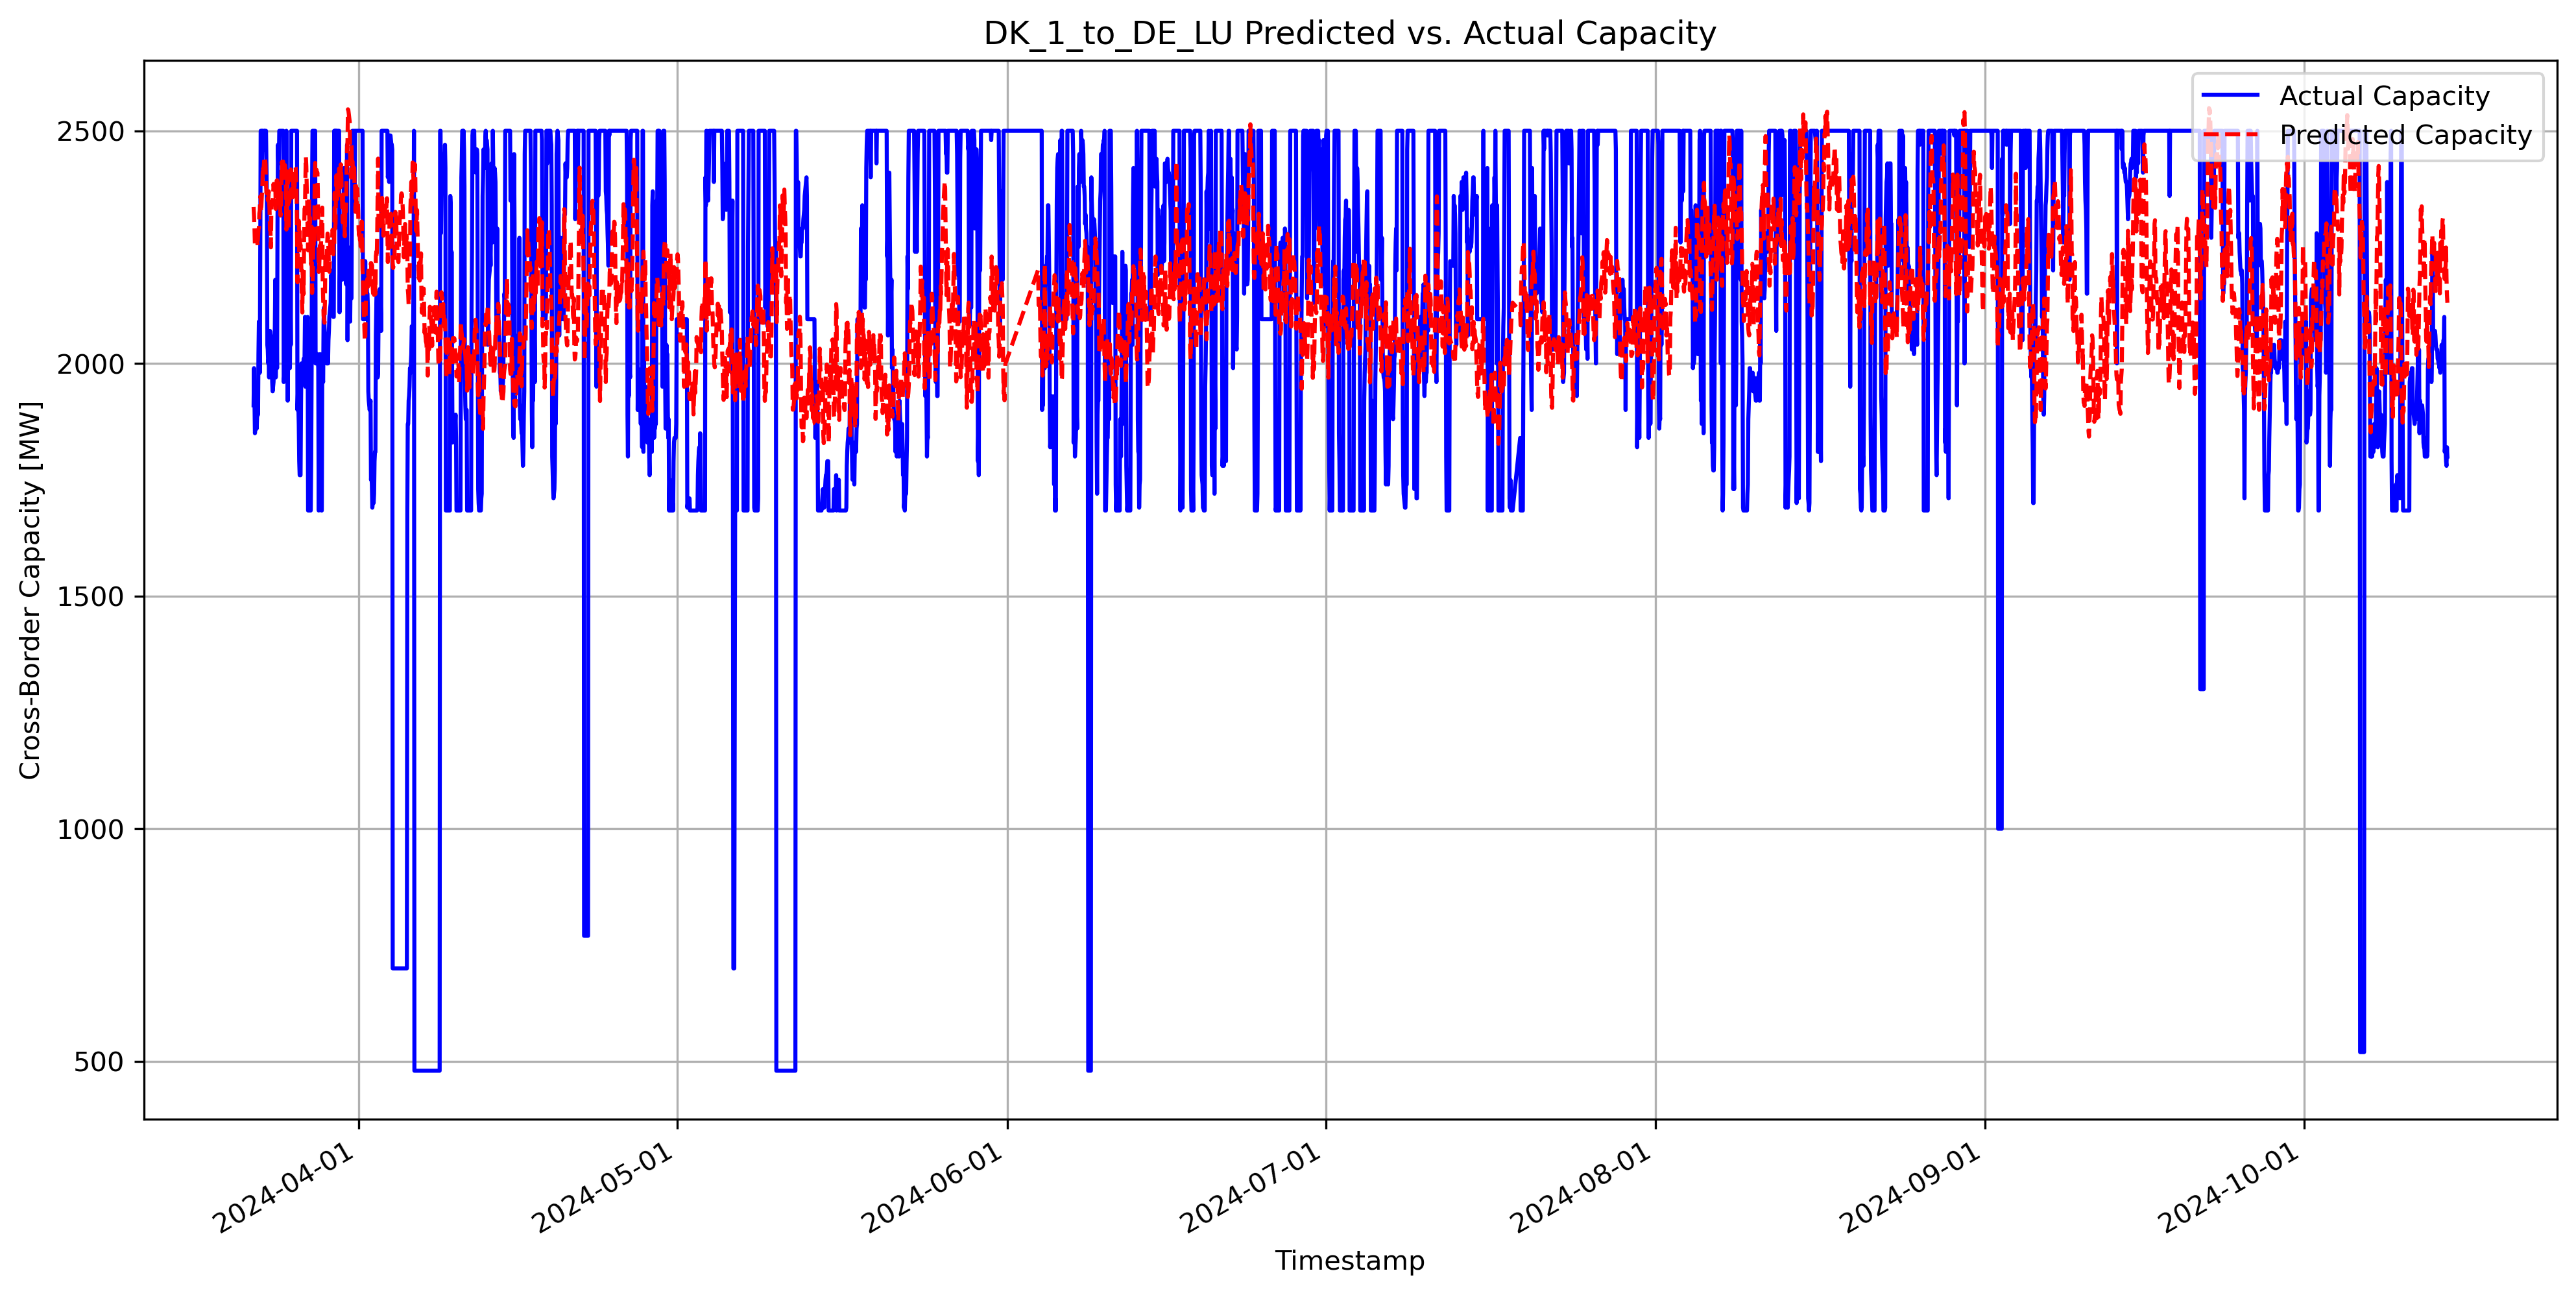 DK_1_to_DE_LU Predicted vs. Actual Capacity
Actual Capacity
Predicted Capacity
Cross-Border Capacity [MW]
2500
2000
1500
1000
500
2024-04-01
2024-05-01
2024-06-01
2024-07-01
2024-08-01
2024-09-01
2024-10-01
Timestamp